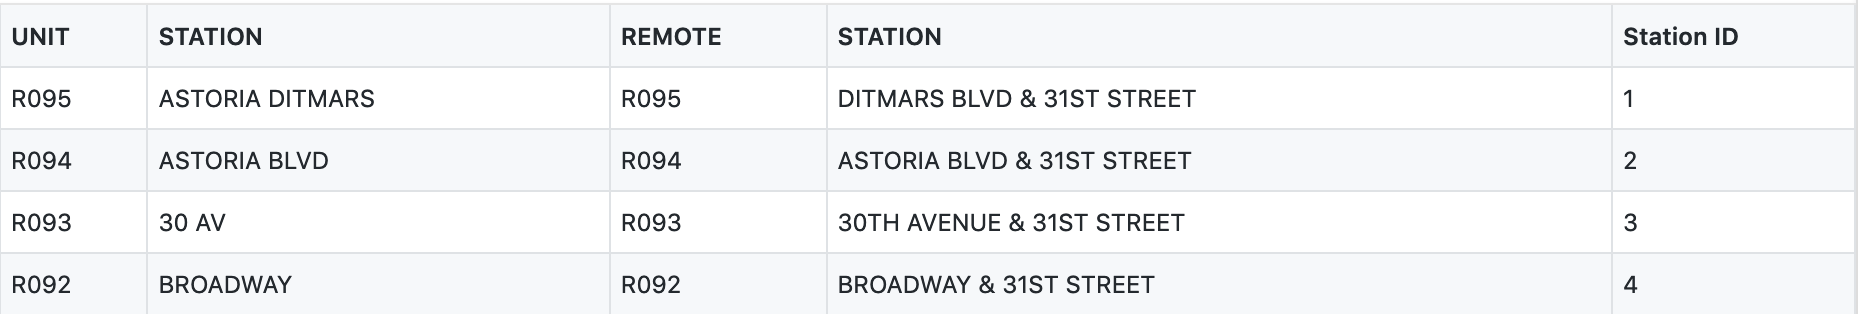 UNIT STATION REMOTE STATION Station ID
R095 ASTORIA DITMARS R095 DITMARS BLVD & 31ST STREET 1
R094 ASTORIA BLVD R094 ASTORIA BLVD & 31ST STREET 2
R093 30 AV R093 30TH AVENUE & 31ST STREET 3
R092 BROADWAY R092 BROADWAY & 31ST STREET 4